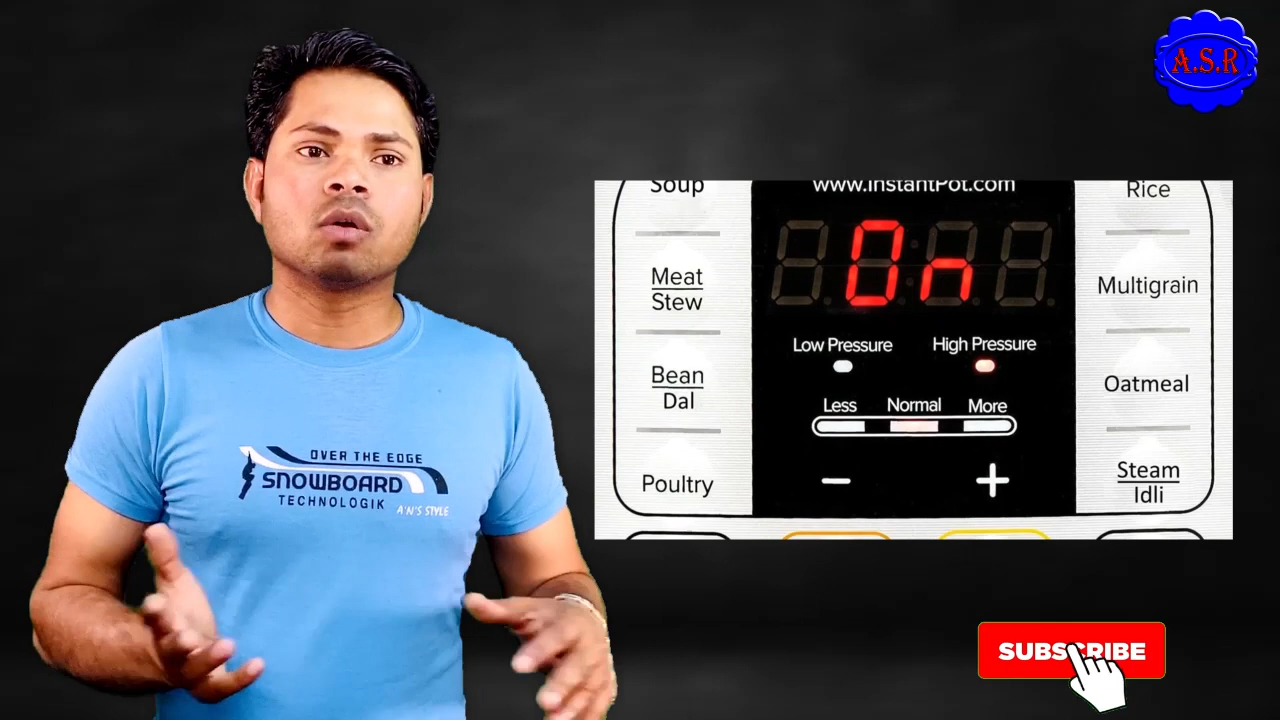 A.S.R
www.InstantPot.com
Soup
Meat
Stew
Bean
Dal
Poultry
On
Low Pressure
High Pressure
Less
Normal
More
−
+
Rice
Multigrain
Oatmeal
Steam
Idli
OVER THE EDGE
SNOWBOARD
TECHNOLOGIK
A'N'S STYLE
SUBSCRIBE